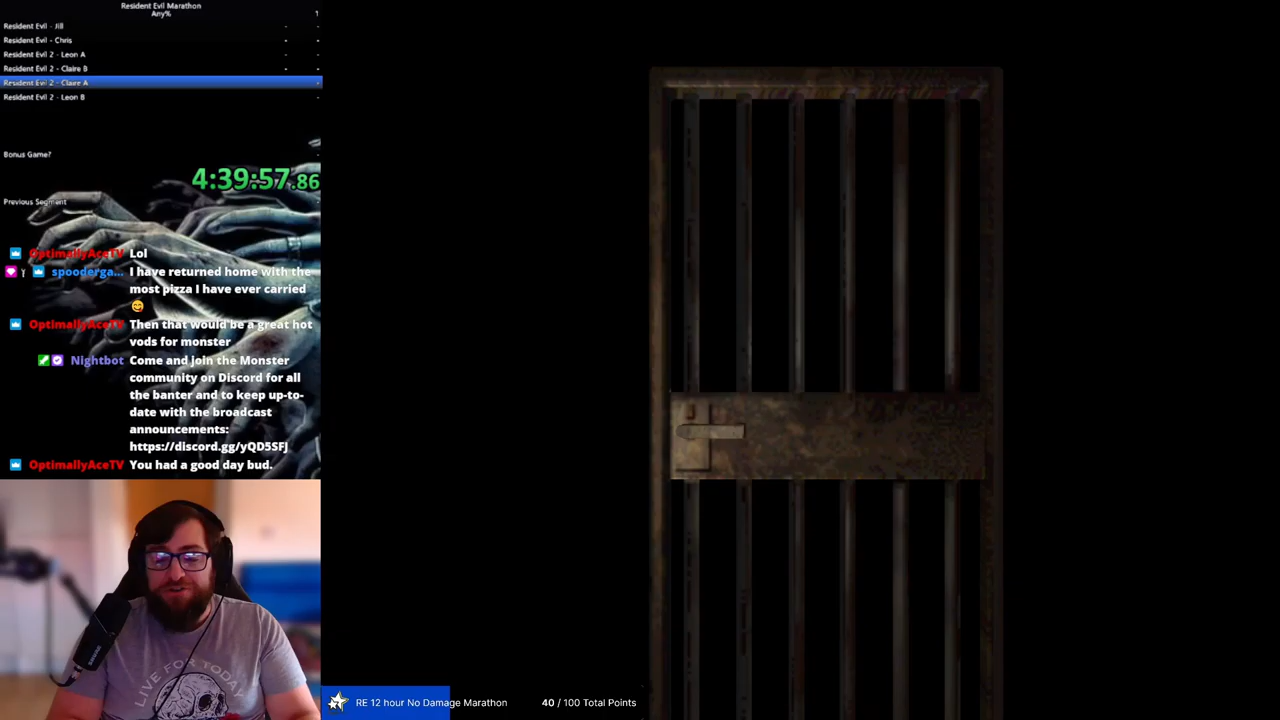 Resident Evil Marathon
Any%
1
Resident Evil - Jill - -
Resident Evil - Chris - -
Resident Evil 2 - Leon A - -
Resident Evil 2 - Claire B - -
Resident Evil 2 - Claire A -
Resident Evil 2 - Leon B -
Bonus Game? -
4:39:57.86
Previous Segment -
OptimallyAceTV Lol
spooderga... I have returned home with the
most pizza I have ever carried
😄
OptimallyAceTV Then that would be a great hot
vods for monster
Nightbot Come and join the Monster
community on Discord for all
the banter and to keep up-to-
date with the broadcast
announcements:
https://discord.gg/yQD5SFJ
OptimallyAceTV You had a good day bud.
LIVE FOR TODAY
SHURE
RE 12 hour No Damage Marathon 40 / 100 Total Points